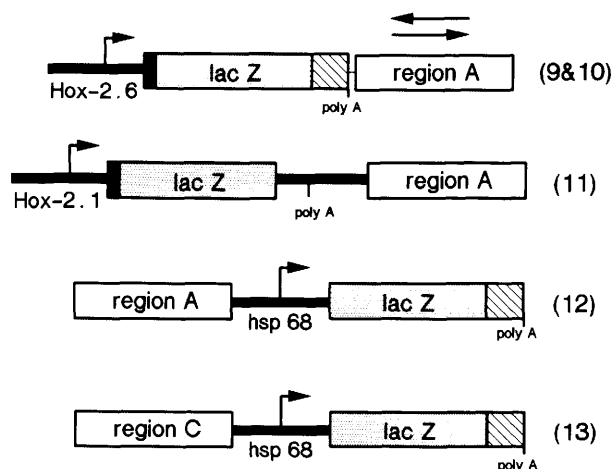 lac Z region A (9&10)
Hox-2.6 poly A
lac Z region A (11)
Hox-2.1 poly A
region A lac Z (12)
hsp 68 poly A
region C lac Z (13)
hsp 68 poly A